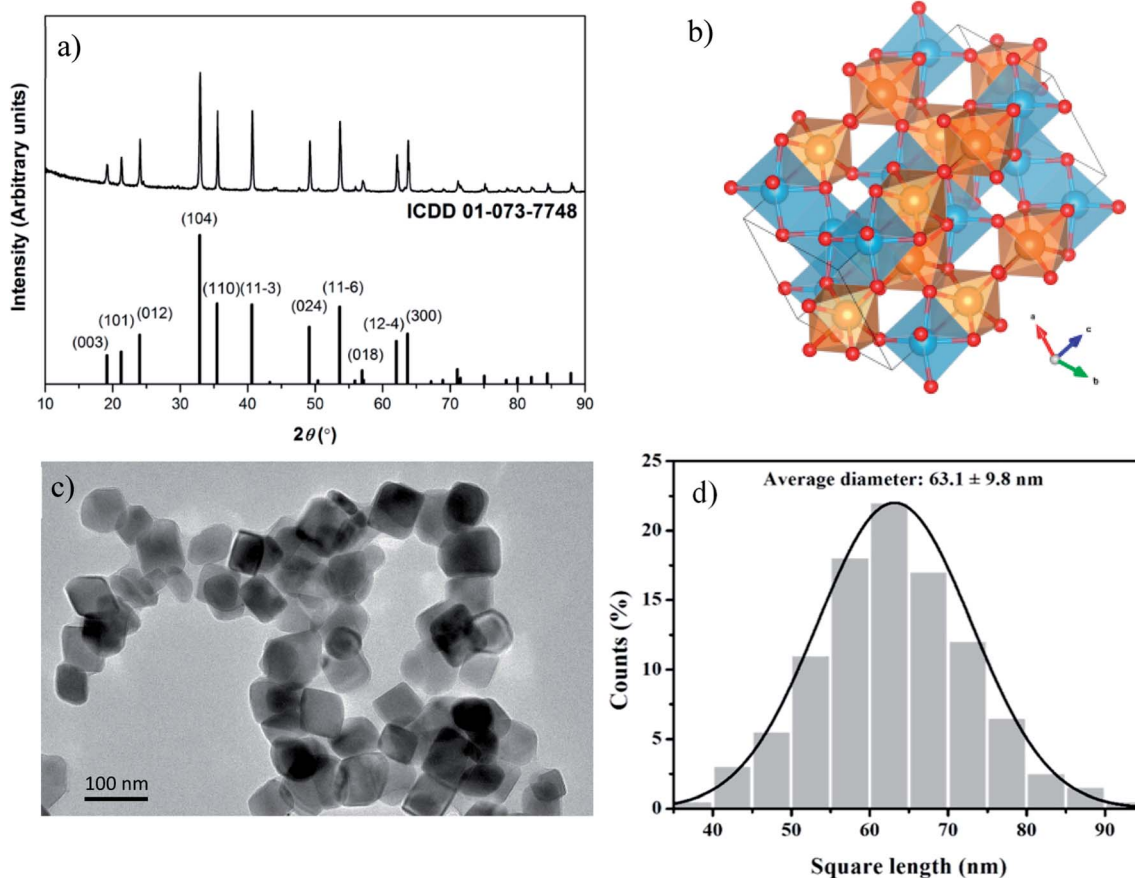 a)
Intensity (Arbitrary units)
ICDD 01-073-7748
(104)
(110) (11-3)
(11-6)
(024)
(012)
(101)
(003)
(12-4)
(300)
(018)
10 20 30 40 50 60 70 80 90
2θ (°)
b)
a
c
b
c)
100 nm
d)
Average diameter: 63.1 ± 9.8 nm
Counts (%)
25
20
15
10
5
0
40 50 60 70 80 90
Square length (nm)